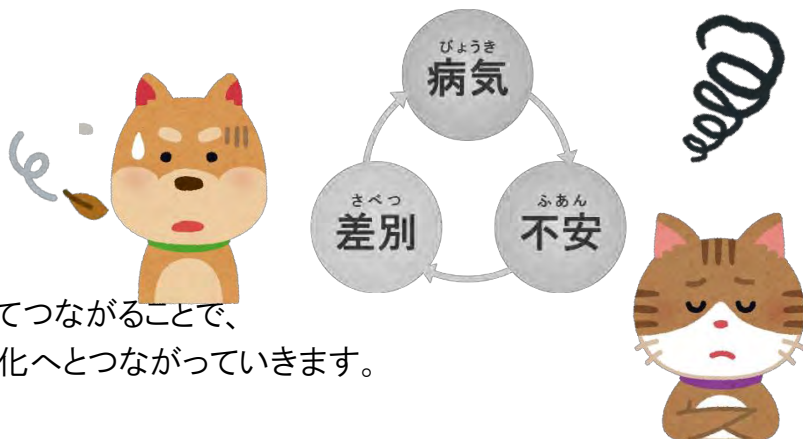 びょうき
病気
さべつ
差別
ふあん
不安
てつながることで、
化へとつながっていきます。